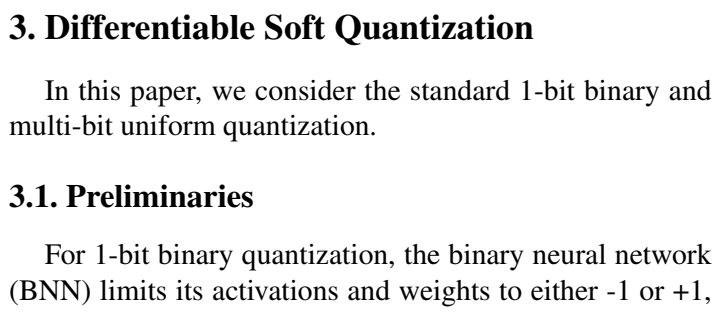 3. Differentiable Soft Quantization
In this paper, we consider the standard 1-bit binary and
multi-bit uniform quantization.
3.1. Preliminaries
For 1-bit binary quantization, the binary neural network
(BNN) limits its activations and weights to either -1 or +1,